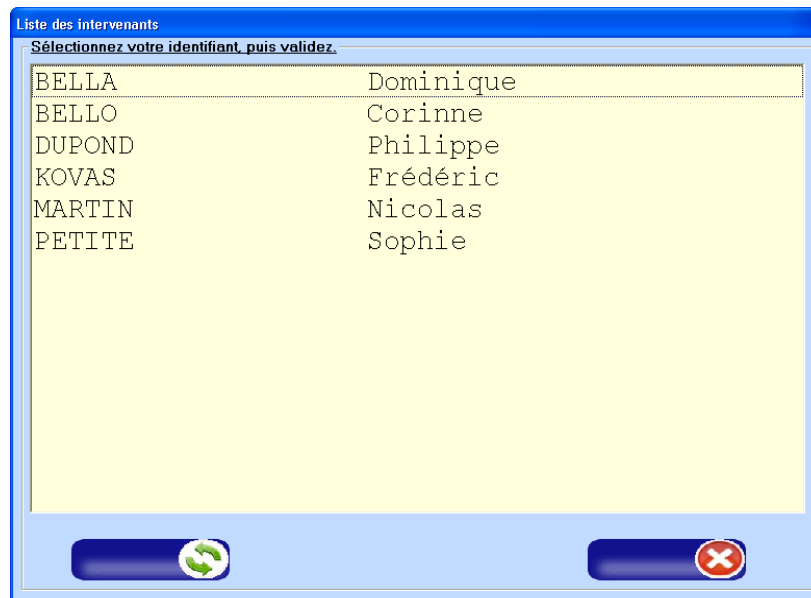 Liste des intervenants
Sélectionnez votre identifiant, puis validez.
BELLA Dominique
BELLO Corinne
DUPOND Philippe
KOVAS Frédéric
MARTIN Nicolas
PETITE Sophie